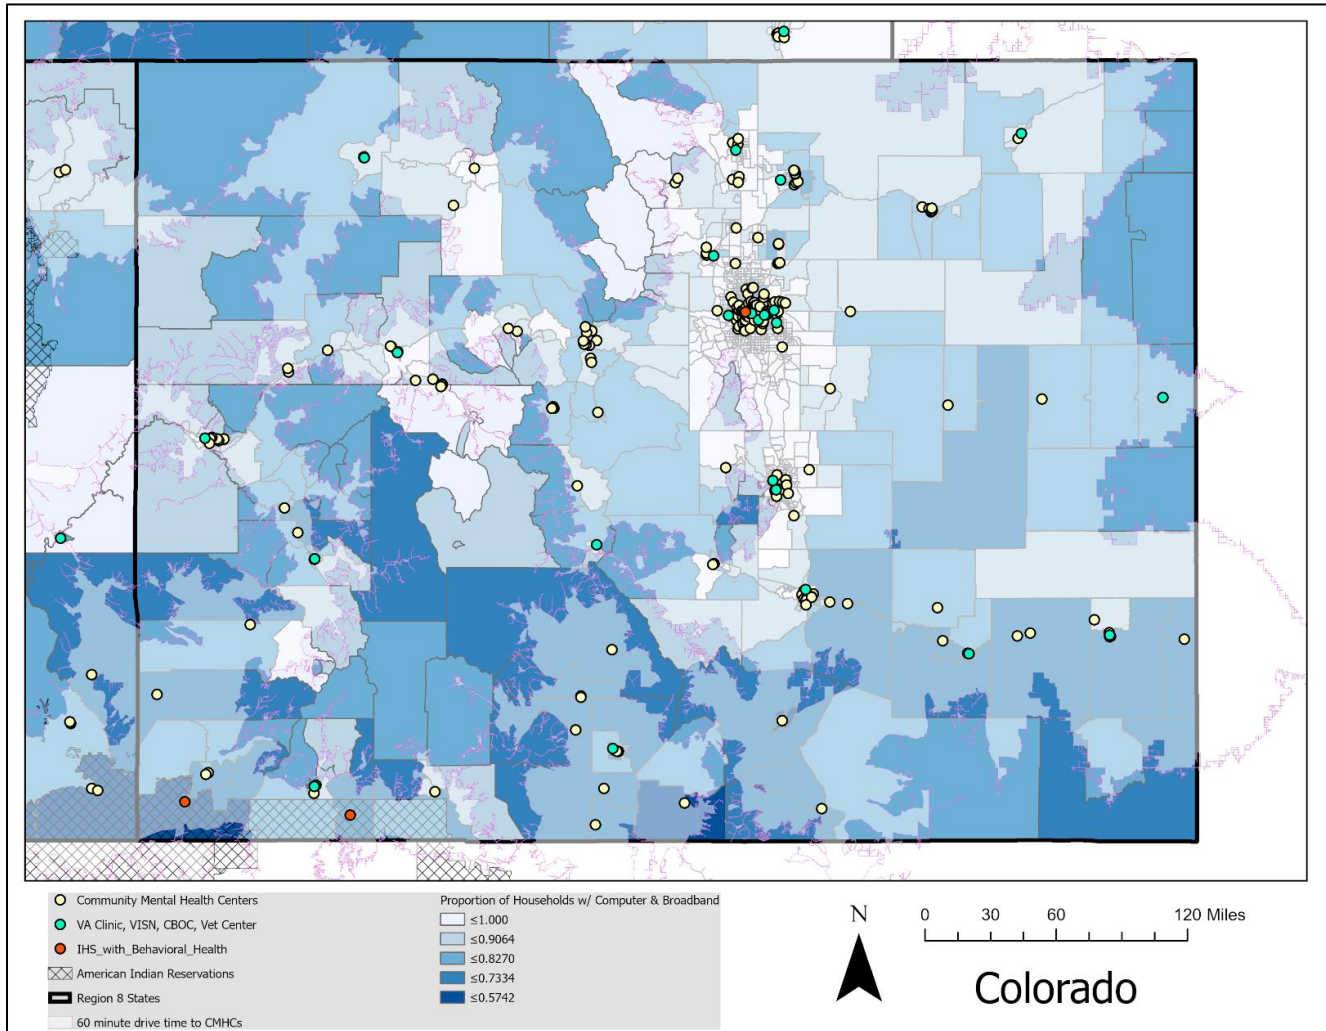 Community Mental Health Centers
VA Clinic, VISN, CBOC, Vet Center
IHS_with_Behavioral_Health
American Indian Reservations
Region 8 States
60 minute drive time to CMHCs
Proportion of Households w/ Computer & Broadband
≤1.000
≤0.9064
≤0.8270
≤0.7334
≤0.5742
N
0 30 60 120 Miles
Colorado